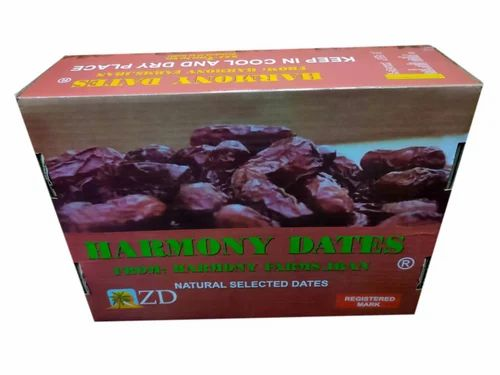 KEEP IN COOL AND DRY PLACE
FROM: HARMONY FARMS, IRAN
HARMONY DATES ®
HARMONY DATES
FROM: HARMONY FARMS, IRAN ®
NATURAL SELECTED DATES
ZD
REGISTERED
MARK